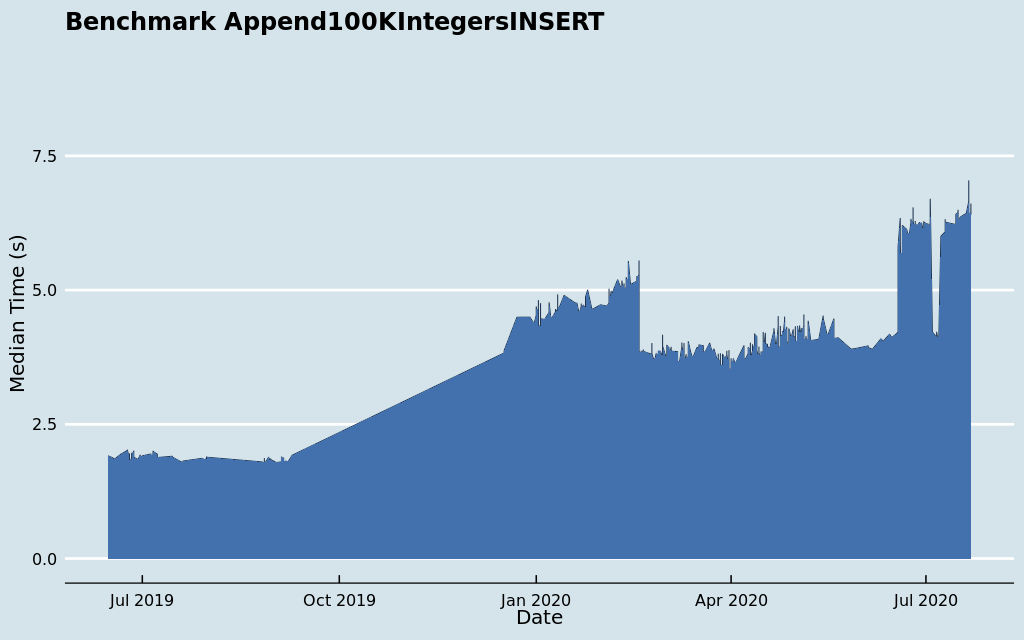 Benchmark Append100KIntegersINSERT
7.5
5.0
2.5
0.0
Median Time (s)
Jul 2019 Oct 2019 Jan 2020 Apr 2020 Jul 2020
Date